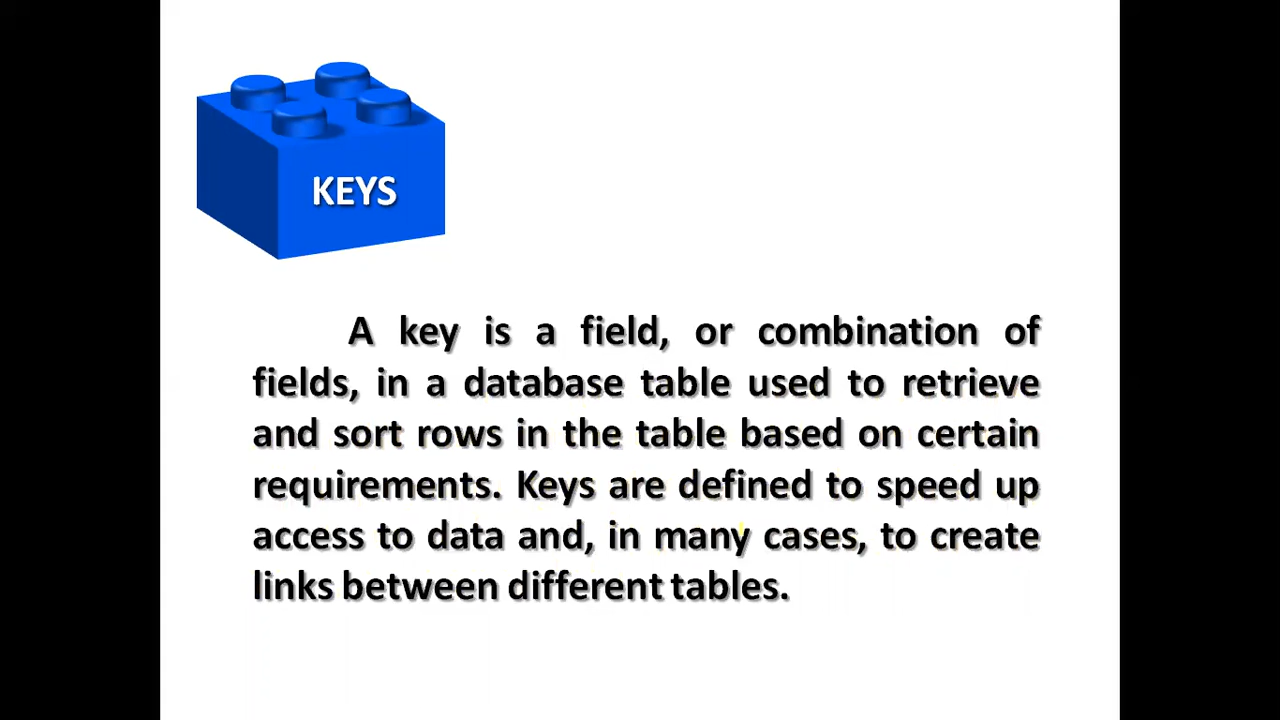 KEYS
A key is a field, or combination of
fields, in a database table used to retrieve
and sort rows in the table based on certain
requirements. Keys are defined to speed up
access to data and, in many cases, to create
links between different tables.